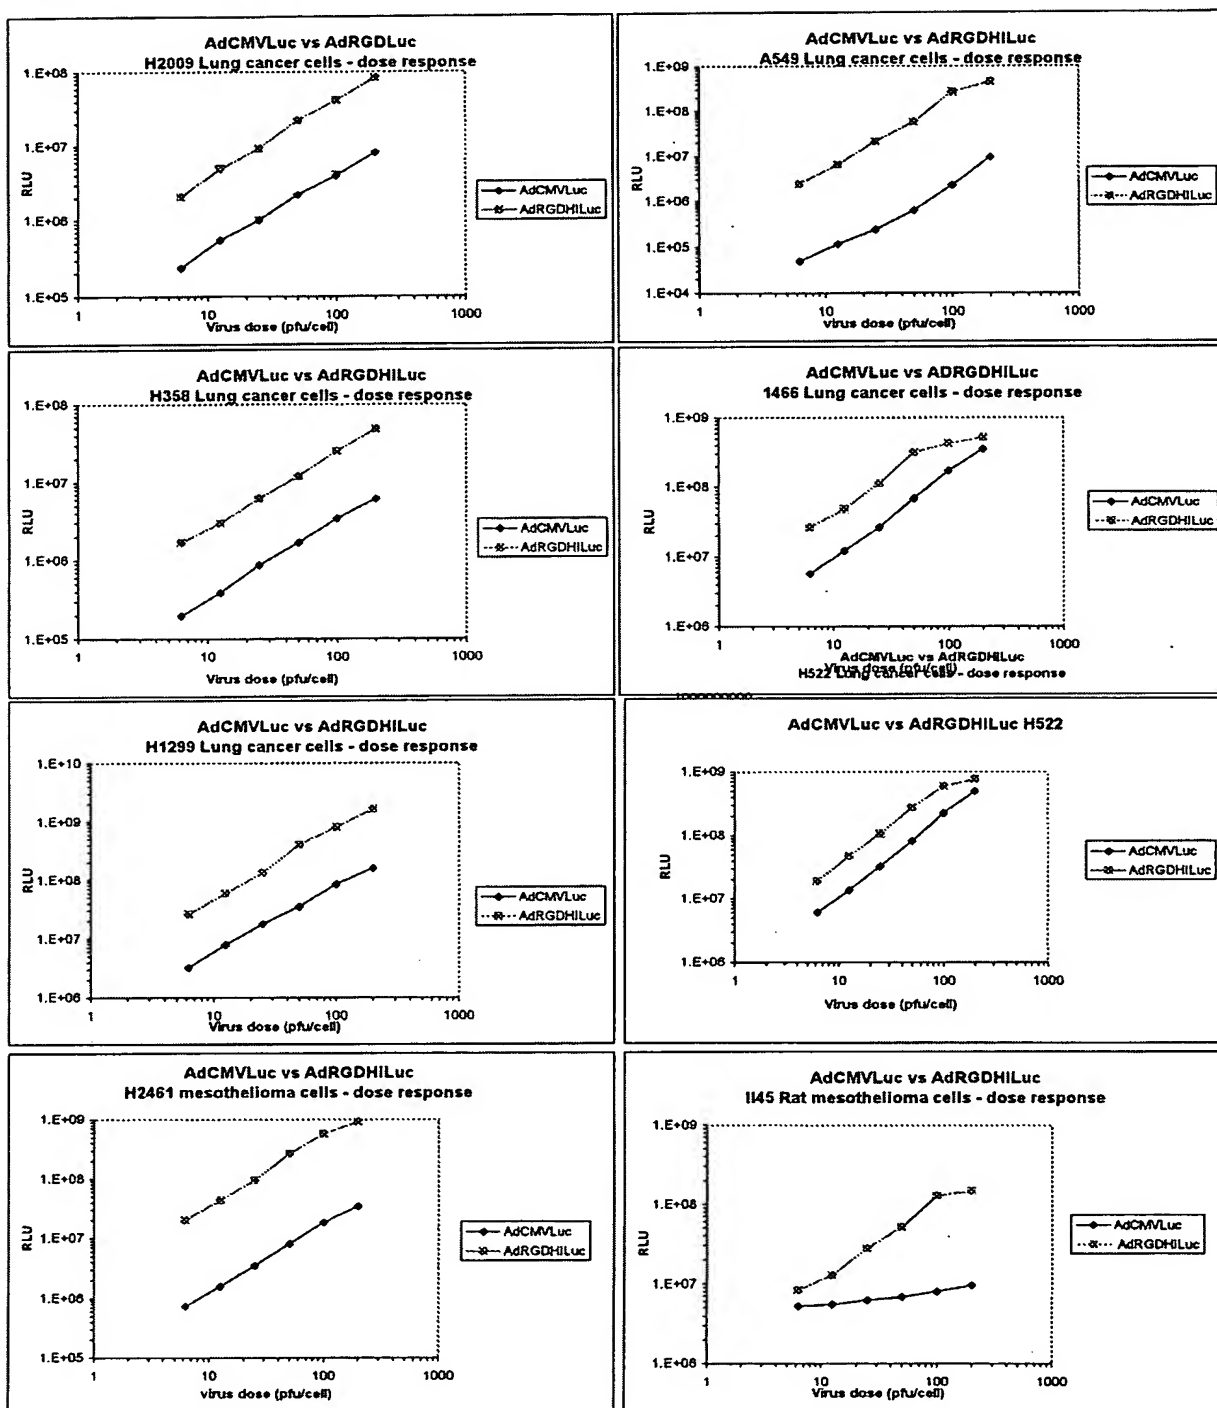 AdCMVLuc vs AdRGDLuc
H2009 Lung cancer cells - dose response
1.E+08
1.E+07
1.E+06
1.E+05
RLU
1
10
100
1000
Virus dose (pfu/cell)
AdCMVLuc
AdRGDHILuc
AdCMVLuc vs AdRGDHILuc
A549 Lung cancer cells - dose response
1.E+09
1.E+08
1.E+07
1.E+06
1.E+05
1.E+04
RLU
1
10
100
1000
virus dose (pfu/cell)
AdCMVLuc
AdRGDHILuc
AdCMVLuc vs AdRGDHILuc
H358 Lung cancer cells - dose response
1.E+08
1.E+07
1.E+06
1.E+05
RLU
1
10
100
1000
Virus dose (pfu/cell)
AdCMVLuc
AdRGDHILuc
AdCMVLuc vs ADRGDHILuc
1466 Lung cancer cells - dose response
1.E+09
1.E+08
1.E+07
1.E+06
RLU
1
10
100
1000
AdCMVLuc
AdRGDHILuc
AdCMVLuc vs AdRGDHILuc
Virus dose (pfu/cell)
H522 Lung cancer cells - dose response
AdCMVLuc vs AdRGDHILuc
H1299 Lung cancer cells - dose response
1.E+10
1.E+09
1.E+08
1.E+07
1.E+06
RLU
1
10
100
1000
Virus dose (pfu/cell)
AdCMVLuc
AdRGDHILuc
AdCMVLuc vs AdRGDHILuc H522
1.E+09
1.E+08
1.E+07
1.E+06
RLU
1
10
100
1000
Virus dose (pfu/cell)
AdCMVLuc
AdRGDHILuc
AdCMVLuc vs AdRGDHILuc
H2461 mesothelioma cells - dose response
1.E+09
1.E+08
1.E+07
1.E+06
1.E+05
RLU
1
10
100
1000
virus dose (pfu/cell)
AdCMVLuc
AdRGDHILuc
AdCMVLuc vs AdRGDHILuc
II45 Rat mesothelioma cells - dose response
1.E+09
1.E+08
1.E+07
1.E+06
RLU
1
10
100
1000
Virus dose (pfu/cell)
AdCMVLuc
AdRGDHILuc